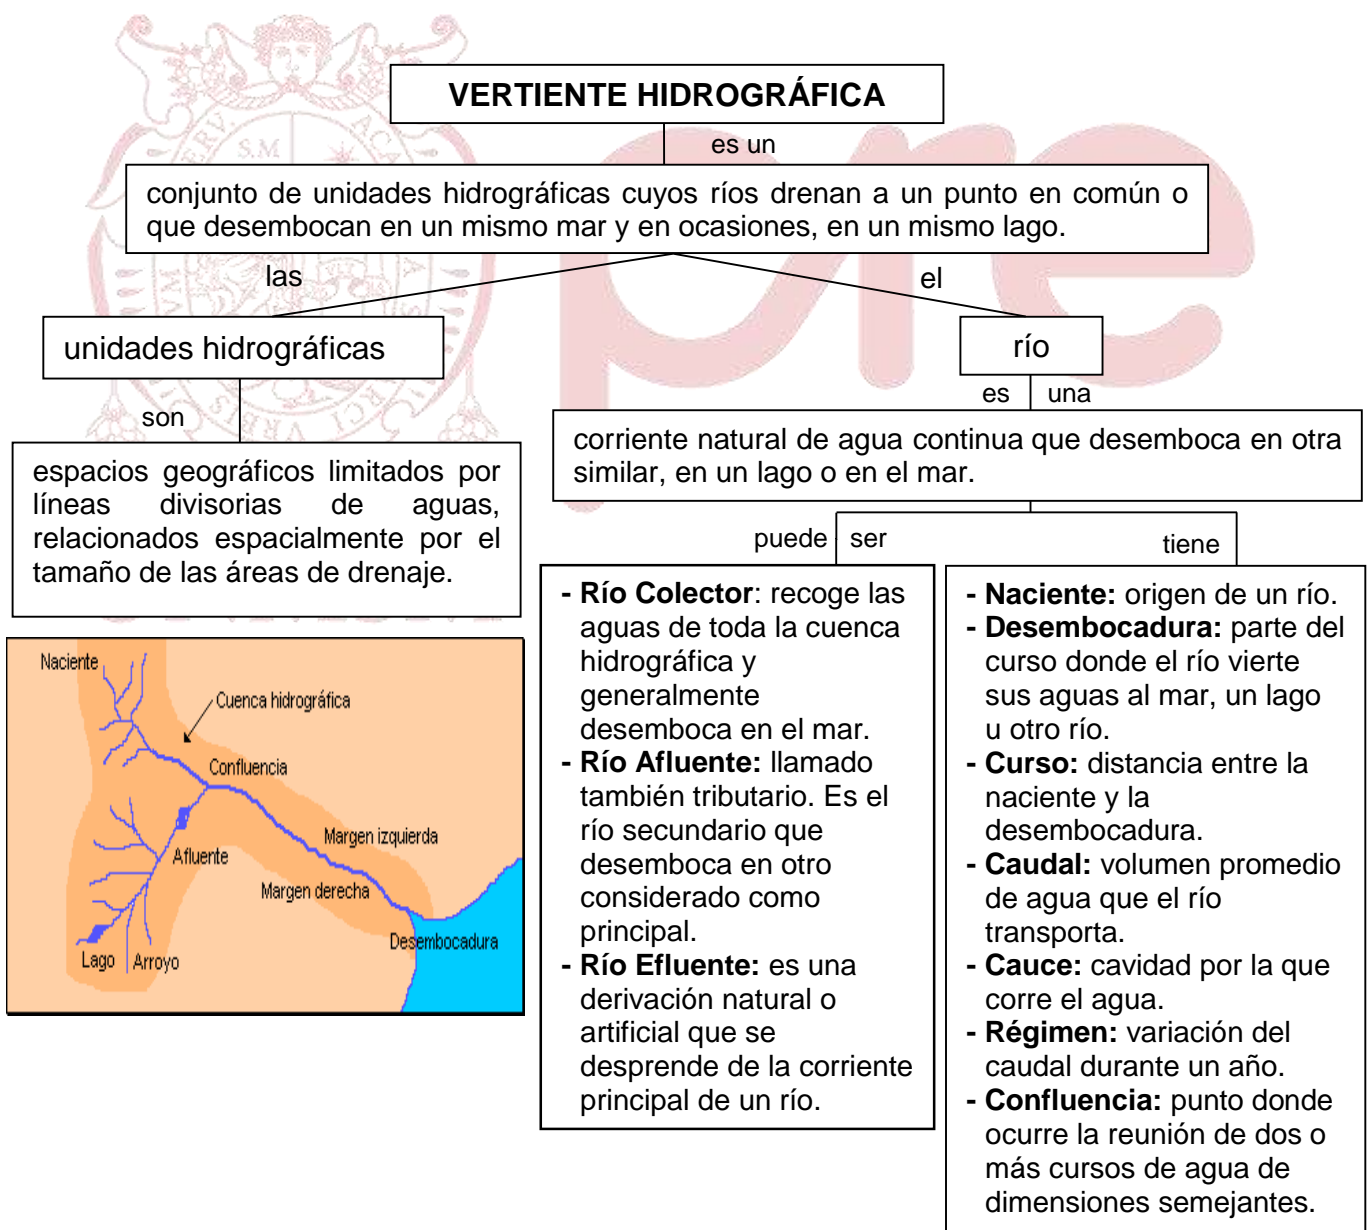 VERTIENTE HIDROGRÁFICA
es un
conjunto de unidades hidrográficas cuyos ríos drenan a un punto en común o
que desembocan en un mismo mar y en ocasiones, en un mismo lago.
las
el
unidades hidrográficas
río
son
es una
espacios geográficos limitados por
líneas divisorias de aguas,
relacionados espacialmente por el
tamaño de las áreas de drenaje.
corriente natural de agua continua que desemboca en otra
similar, en un lago o en el mar.
puede ser
tiene
- Río Colector: recoge las
aguas de toda la cuenca
hidrográfica y
generalmente
desemboca en el mar.
- Río Afluente: llamado
también tributario. Es el
río secundario que
desemboca en otro
considerado como
principal.
- Río Efluente: es una
derivación natural o
artificial que se
desprende de la corriente
principal de un río.
- Naciente: origen de un río.
- Desembocadura: parte del
curso donde el río vierte
sus aguas al mar, un lago
u otro río.
- Curso: distancia entre la
naciente y la
desembocadura.
- Caudal: volumen promedio
de agua que el río
transporta.
- Cauce: cavidad por la que
corre el agua.
- Régimen: variación del
caudal durante un año.
- Confluencia: punto donde
ocurre la reunión de dos o
más cursos de agua de
dimensiones semejantes.
Naciente
Cuenca hidrográfica
Confluencia
Margen izquierda
Afluente
Margen derecha
Desembocadura
Lago
Arroyo
pre
S.M